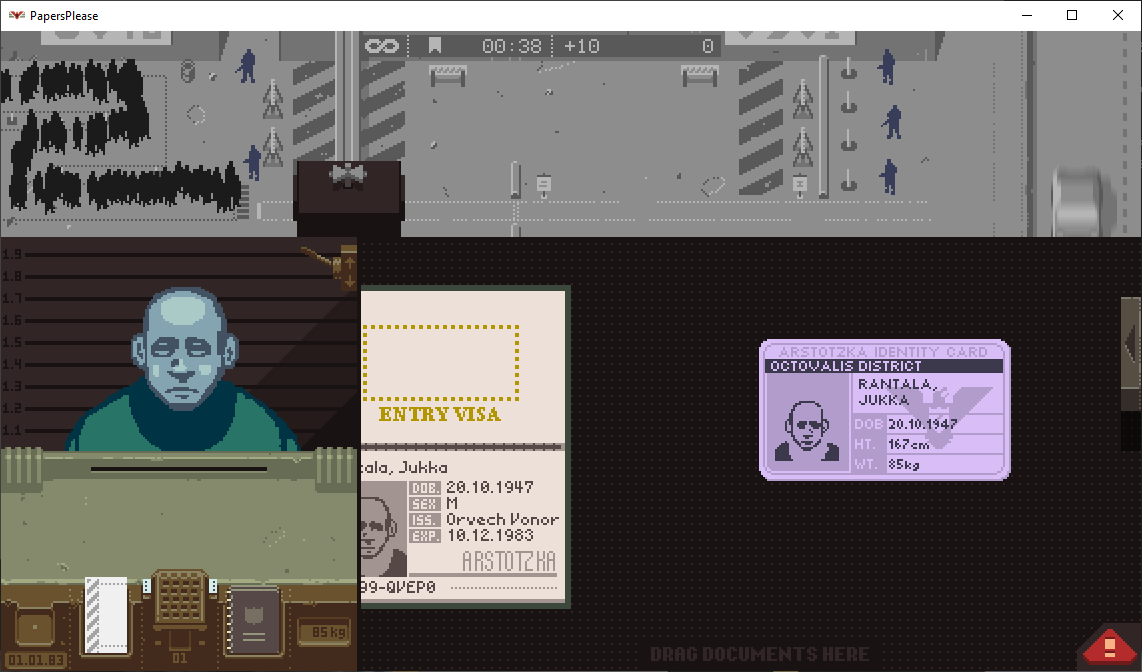 PapersPlease
00:38
+10
0
1.9
1.8
1.7
1.6
1.5
1.4
1.3
1.2
1.1
ENTRY VISA
tala, Jukka
DOB. 20.10.1947
SEX M
ISS. Orvech Vonor
EXP. 10.12.1983
ARSTOTZKA
99-QVEP0
ARSTOTZKA IDENTITY CARD
OCTOVALIS DISTRICT
RANTALA,
JUKKA
DOB 20.10.1947
HT. 167cm
WT. 85kg
85kg
01.01.83
01
DRAG DOCUMENTS HERE